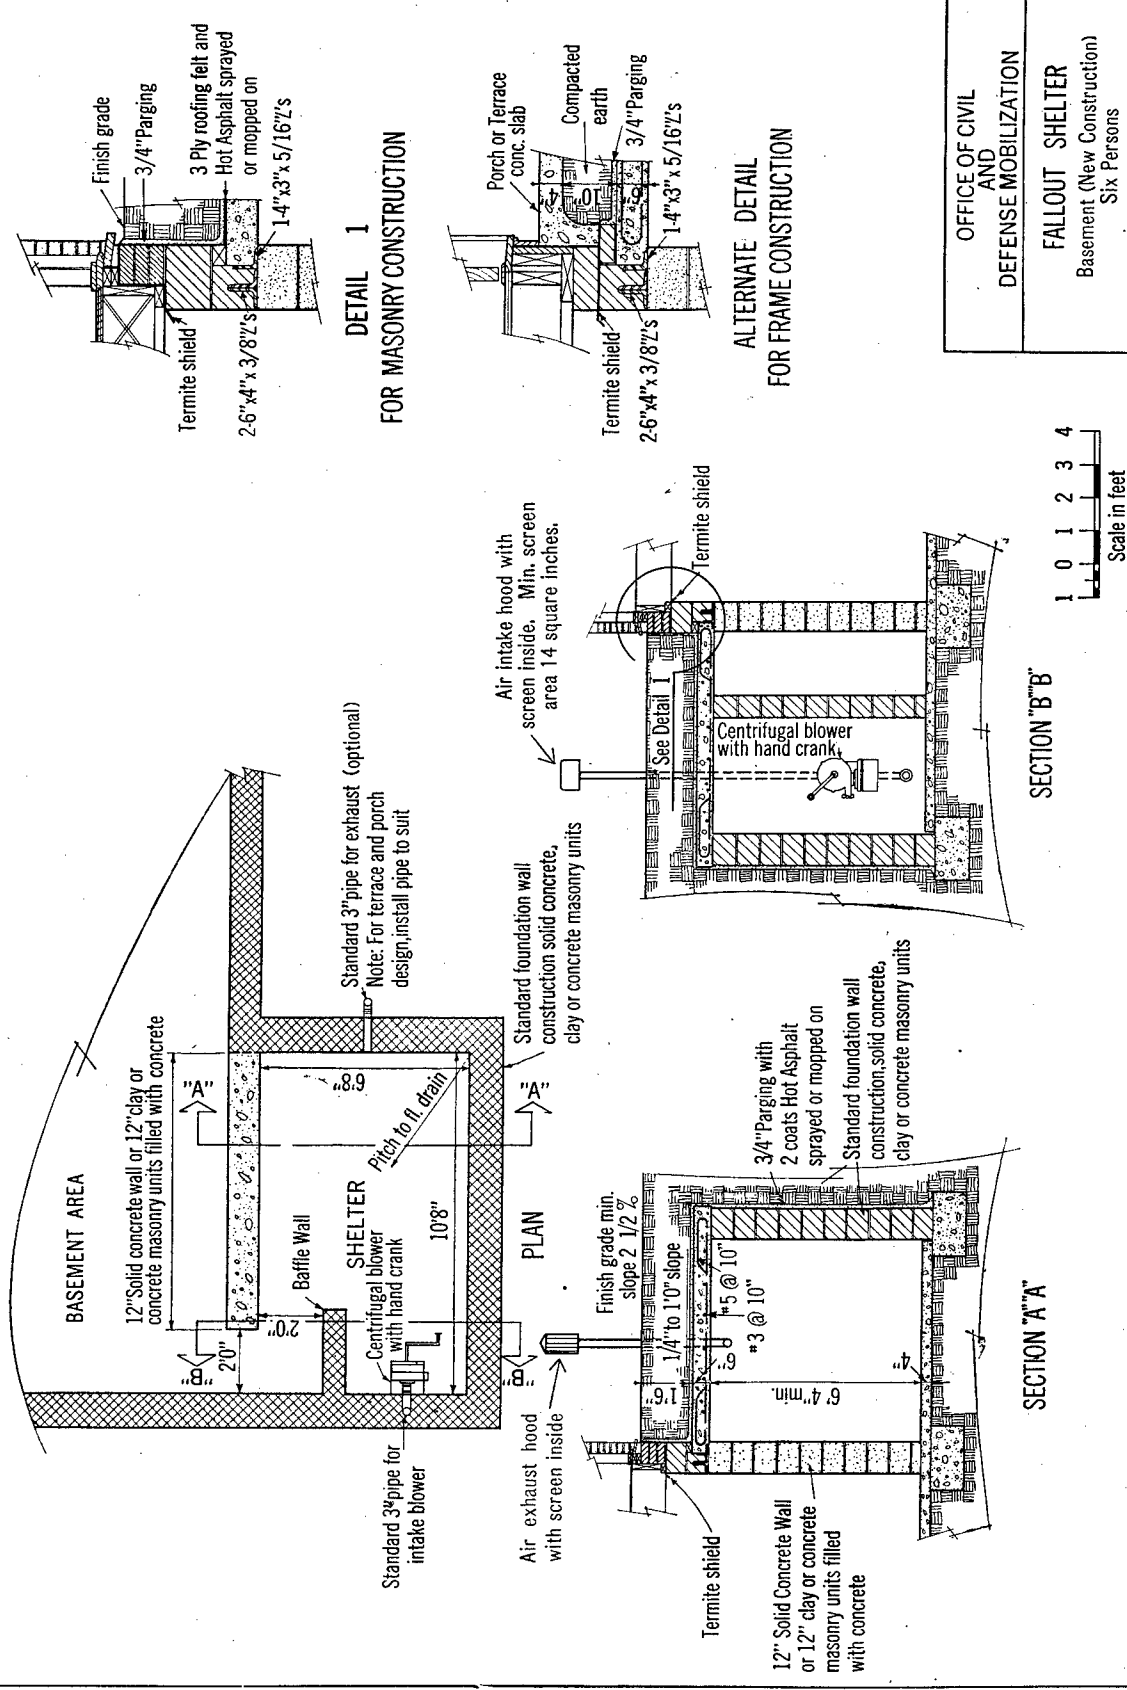 BASEMENT AREA
12"Solid concrete wall or 12"clay or
concrete masonry units filled with concrete
"A"
"B"
2'0"
2'0"
Baffle Wall
6'8"
SHELTER
Centrifugal blower
with hand crank
Pitch to fl. drain
10'8"
"B"
"A"
Standard 3"pipe for
intake blower
Standard 3"pipe for exhaust (optional)
Note: For terrace and porch
design,install pipe to suit
Standard foundation wall
construction solid concrete,
clay or concrete masonry units
PLAN
Air exhaust hood
with screen inside
Finish grade min.
slope 2 1/2 %
1/4"to 1'0"slope
1'6"
6"
#5 @ 10"
#3 @ 10"
6' 4"min.
4"
Termite shield
12" Solid Concrete Wall
or 12" clay or concrete
masonry units filled
with concrete
3/4"Parging with
2 coats Hot Asphalt
sprayed or mopped on
Standard foundation wall
construction,solid concrete,
clay or concrete masonry units
SECTION "A""A"
Air intake hood with
screen inside. Min. screen
area 14 square inches.
See Detail 1
Centrifugal blower
with hand crank
Termite shield
SECTION "B""B"
1 0 1 2 3 4
Scale in feet
Finish grade
3/4"Parging
3 Ply roofing felt and
Hot Asphalt sprayed
or mopped on
1-4"x3"x 5/16"L's
Termite shield
2-6"x4"x 3/8"L's
DETAIL 1
FOR MASONRY CONSTRUCTION
Porch or Terrace
conc. slab
Compacted
earth
4"
10"
6"
3/4"Parging
1-4"x3"x 5/16"L's
Termite shield
2-6"x4"x 3/8"L's
ALTERNATE DETAIL
FOR FRAME CONSTRUCTION
OFFICE OF CIVIL
AND
DEFENSE MOBILIZATION
FALLOUT SHELTER
Basement (New Construction)
Six Persons